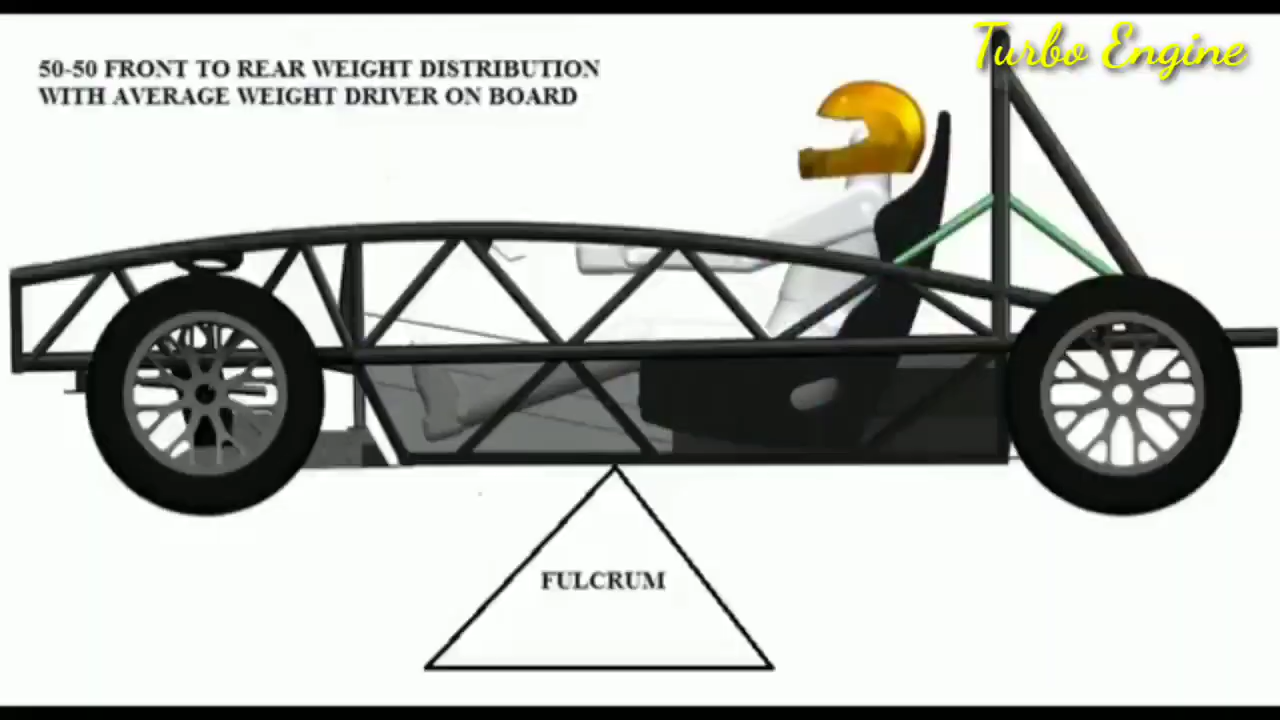 Turbo Engine
50-50 FRONT TO REAR WEIGHT DISTRIBUTION
WITH AVERAGE WEIGHT DRIVER ON BOARD
FULCRUM